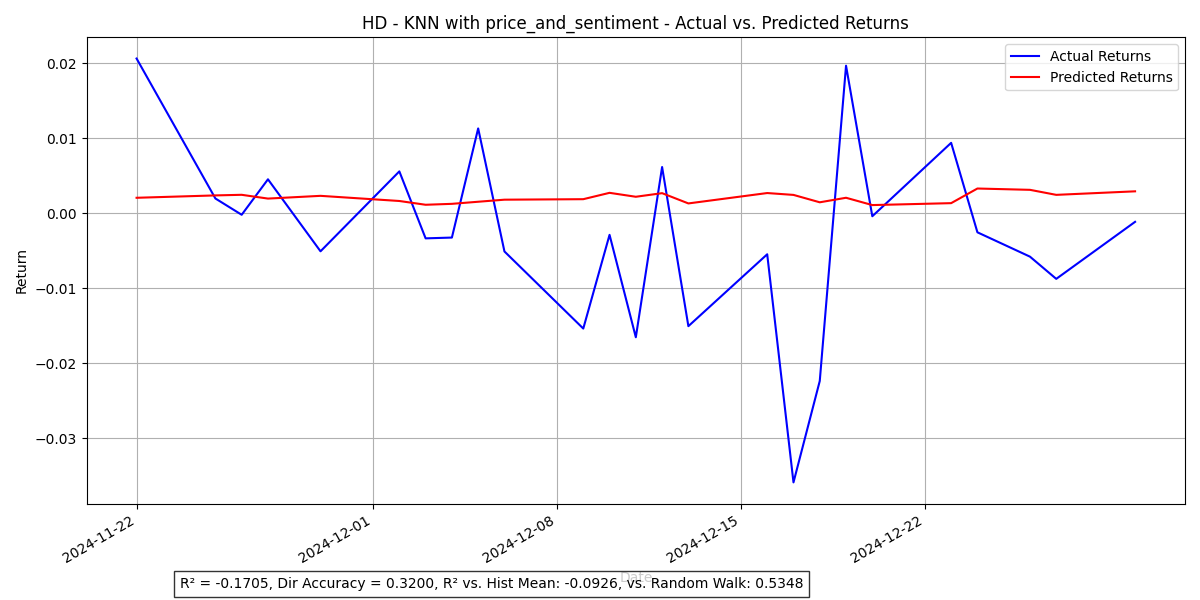 HD - KNN with price_and_sentiment - Actual vs. Predicted Returns
Actual Returns
Predicted Returns
0.02
0.01
0.00
−0.01
−0.02
−0.03
Return
2024-11-22
2024-12-01
2024-12-08
2024-12-15
2024-12-22
Date
R² = -0.1705, Dir Accuracy = 0.3200, R² vs. Hist Mean: -0.0926, vs. Random Walk: 0.5348